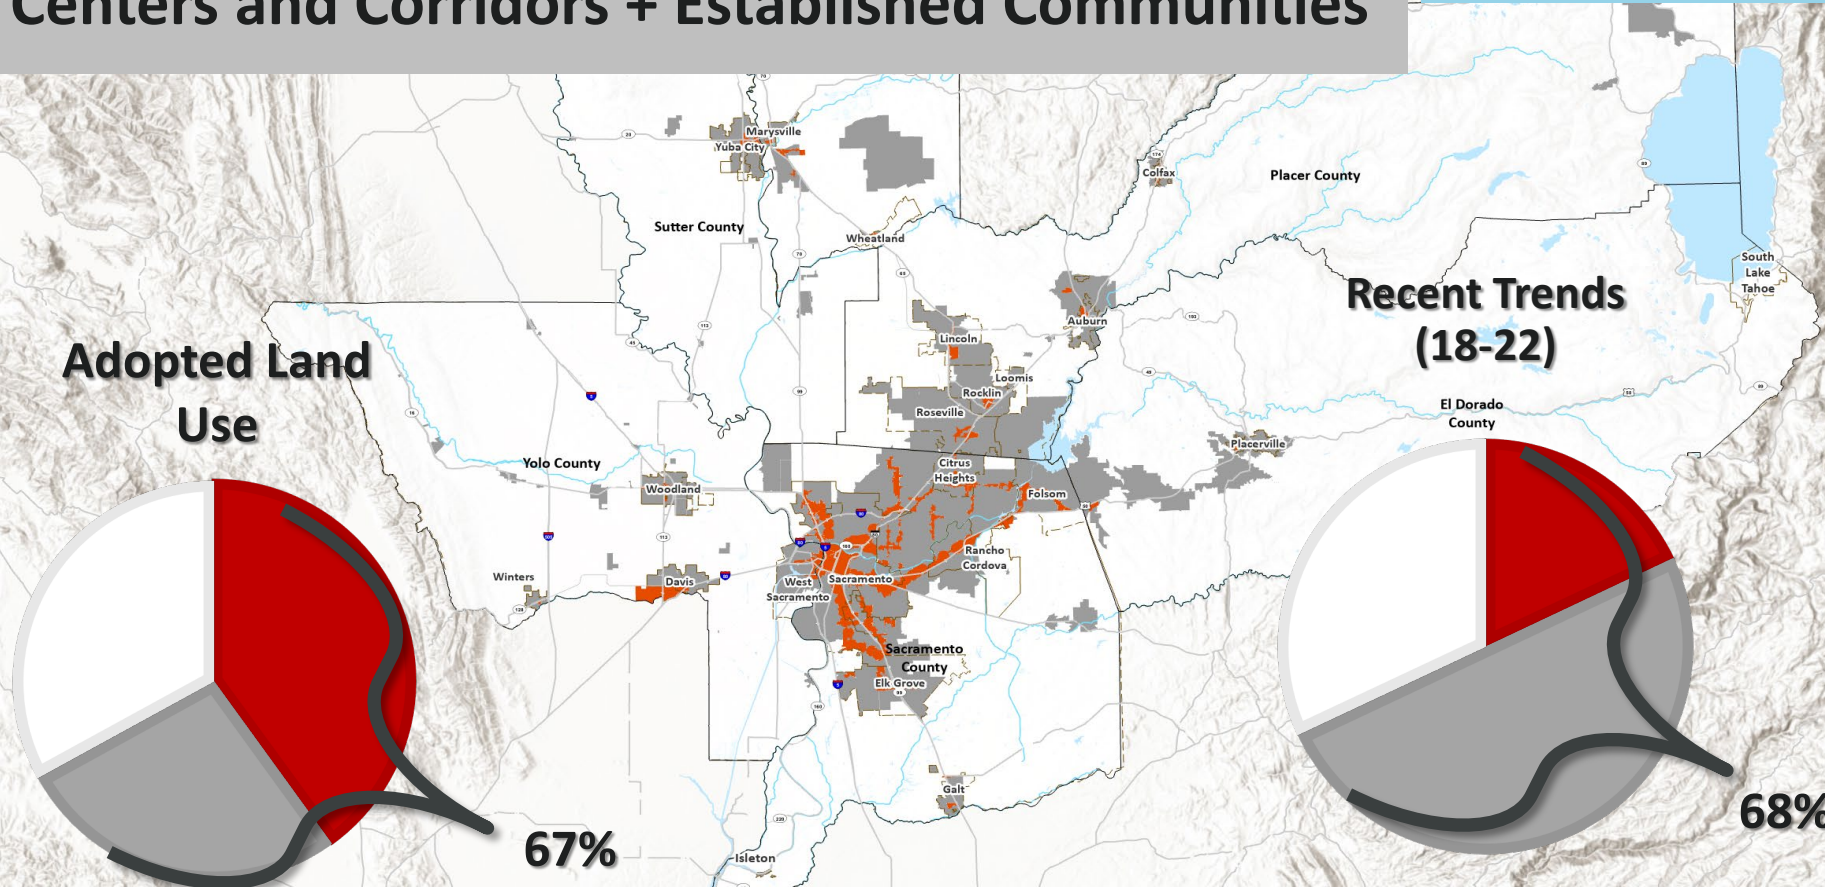 Centers and Corridors + Established Communities
Marysville
Yuba City
Colfax
Placer County
Sutter County
Wheatland
South
Lake
Tahoe
Recent Trends
(18-22)
Auburn
Lincoln
Adopted Land
Use
Loomis
Rocklin
Roseville
El Dorado
County
Placerville
Citrus
Heights
Yolo County
Woodland
Folsom
Rancho
Cordova
Winters
Davis
West
Sacramento
Sacramento
Sacramento
County
Elk Grove
Galt
67%
68%
Isleton